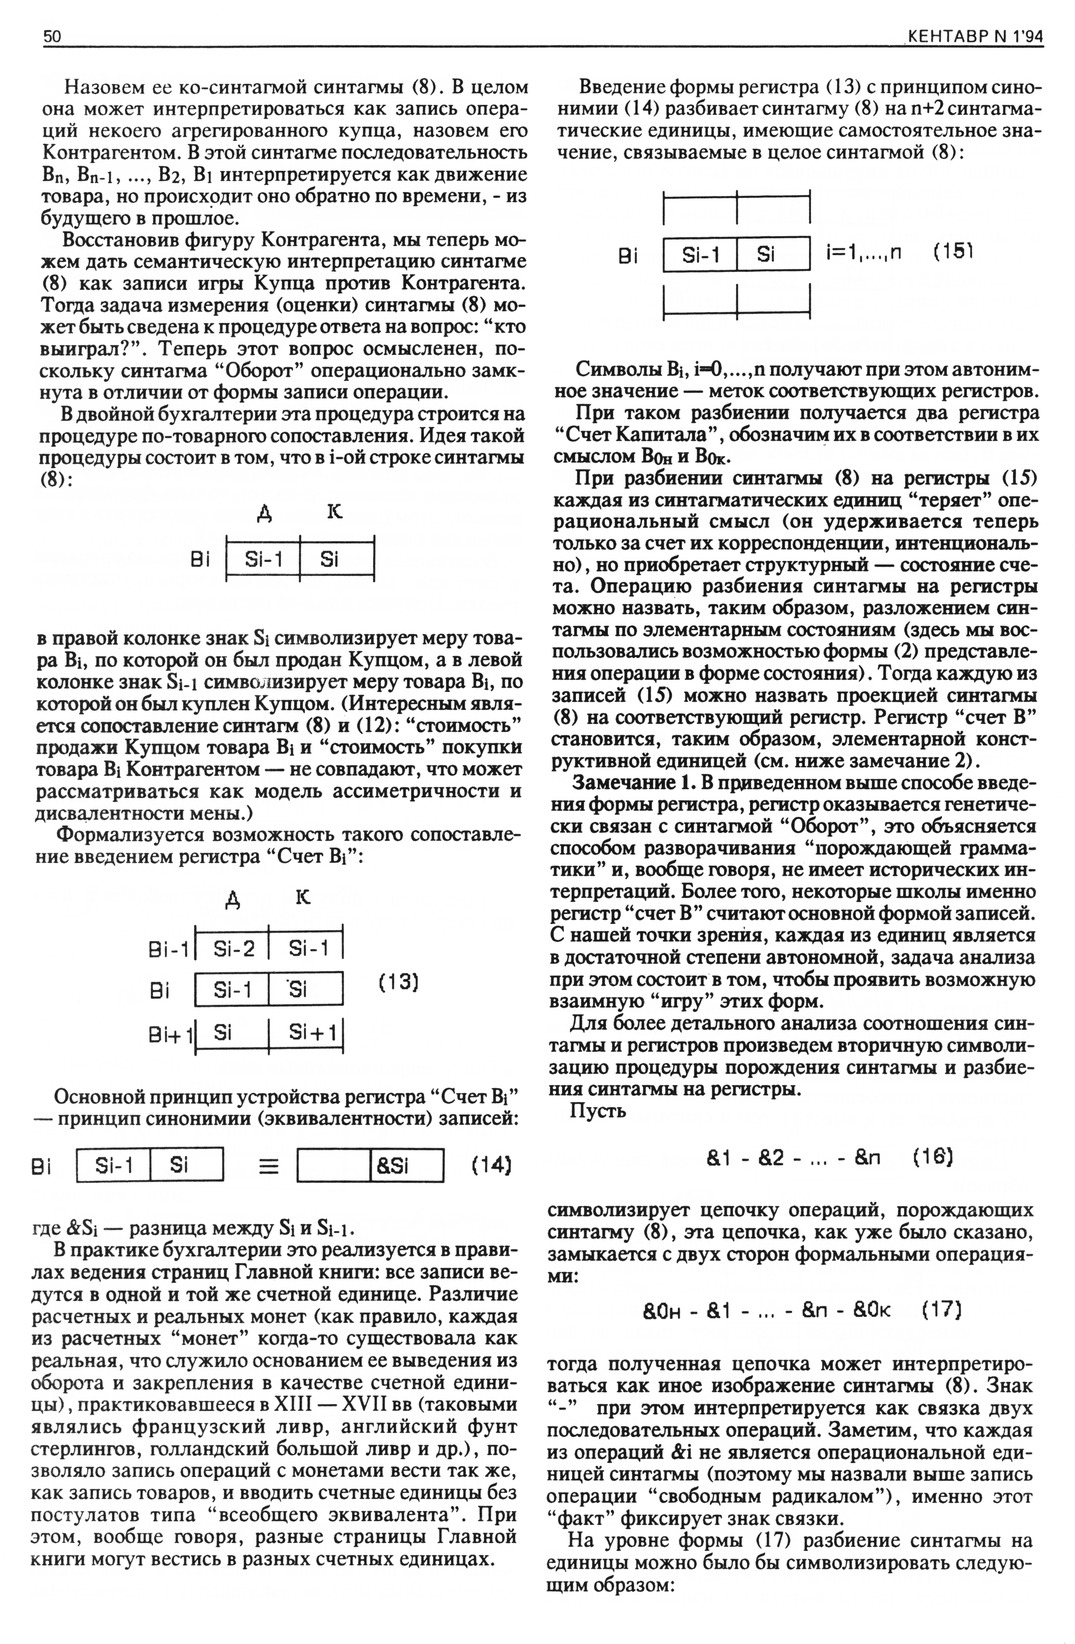 50
КЕНТАВР N 1'94
Назовем ее ко-синтагмой синтагмы (8). В целом
она может интерпретироваться как запись опера-
ций некоего агрегированного купца, назовем его
Контрагентом. В этой синтагме последовательность
Bn, Bn-1, ..., B2, B1 интерпретируется как движение
товара, но происходит оно обратно по времени, - из
будущего в прошлое.
Восстановив фигуру Контрагента, мы теперь мо-
жем дать семантическую интерпретацию синтагме
(8) как записи игры Купца против Контрагента.
Тогда задача измерения (оценки) синтагмы (8) мо-
жет быть сведена к процедуре ответа на вопрос: “кто
выиграл?”. Теперь этот вопрос осмысленен, по-
скольку синтагма “Оборот” операционально замк-
нута в отличии от формы записи операции.
В двойной бухгалтерии эта процедура строится на
процедуре по-товарного сопоставления. Идея такой
процедуры состоит в том, что в i-ой строке синтагмы
(8):
Д К
Bi Si-1 Si
в правой колонке знак Si символизирует меру това-
ра Bi, по которой он был продан Купцом, а в левой
колонке знак Si-1 символизирует меру товара Bi, по
которой он был куплен Купцом. (Интересным явля-
ется сопоставление синтагм (8) и (12): “стоимость”
продажи Купцом товара Bi и “стоимость” покупки
товара Bi Контрагентом — не совпадают, что может
рассматриваться как модель ассиметричности и
дисвалентности мены.)
Формализуется возможность такого сопоставле-
ние введением регистра “Счет Bi”:
Д К
Bi-1 Si-2 Si-1
Bi Si-1 Si (13)
Bi+1 Si Si+1
Основной принцип устройства регистра “Счет Bi”
— принцип синонимии (эквивалентности) записей:
Bi Si-1 Si ≡ &Si (14)
где &Si — разница между Si и Si-1.
В практике бухгалтерии это реализуется в прави-
лах ведения страниц Главной книги: все записи ве-
дутся в одной и той же счетной единице. Различие
расчетных и реальных монет (как правило, каждая
из расчетных “монет” когда-то существовала как
реальная, что служило основанием ее выведения из
оборота и закрепления в качестве счетной едини-
цы), практиковавшееся в XIII — XVII вв (таковыми
являлись французский ливр, английский фунт
стерлингов, голландский большой ливр и др.), по-
зволяло запись операций с монетами вести так же,
как запись товаров, и вводить счетные единицы без
постулатов типа “всеобщего эквивалента”. При
этом, вообще говоря, разные страницы Главной
книги могут вестись в разных счетных единицах.
Введение формы регистра (13) с принципом сино-
нимии (14) разбивает синтагму (8) на n+2 синтагма-
тические единицы, имеющие самостоятельное зна-
чение, связываемые в целое синтагмой (8):
Bi Si-1 Si i=1,...,n (15)
Символы Bi, i=0,...,n получают при этом автоним-
ное значение — меток соответствующих регистров.
При таком разбиении получается два регистра
“Счет Капитала”, обозначим их в соответствии в их
смыслом B0н и B0к.
При разбиении синтагмы (8) на регистры (15)
каждая из синтагматических единиц “теряет” опе-
рациональный смысл (он удерживается теперь
только за счет их корреспонденции, интенциональ-
но), но приобретает структурный — состояние сче-
та. Операцию разбиения синтагмы на регистры
можно назвать, таким образом, разложением син-
тагмы по элементарным состояниям (здесь мы вос-
пользовались возможностью формы (2) представле-
ния операции в форме состояния). Тогда каждую из
записей (15) можно назвать проекцией синтагмы
(8) на соответствующий регистр. Регистр “счет B”
становится, таким образом, элементарной конст-
руктивной единицей (см. ниже замечание 2).
Замечание 1. В приведенном выше способе введе-
ния формы регистра, регистр оказывается генетиче-
ски связан с синтагмой “Оборот”, это объясняется
способом разворачивания “порождающей грамма-
тики” и, вообще говоря, не имеет исторических ин-
терпретаций. Более того, некоторые школы именно
регистр “счет B” считают основной формой записей.
С нашей точки зрения, каждая из единиц является
в достаточной степени автономной, задача анализа
при этом состоит в том, чтобы проявить возможную
взаимную “игру” этих форм.
Для более детального анализа соотношения син-
тагмы и регистров произведем вторичную символи-
зацию процедуры порождения синтагмы и разбие-
ния синтагмы на регистры.
Пусть
&1 - &2 - ... - &n (16)
символизирует цепочку операций, порождающих
синтагму (8), эта цепочка, как уже было сказано,
замыкается с двух сторон формальными операция-
ми:
&0н - &1 - ... - &n - &0к (17)
тогда полученная цепочка может интерпретиро-
ваться как иное изображение синтагмы (8). Знак
“-” при этом интерпретируется как связка двух
последовательных операций. Заметим, что каждая
из операций &i не является операциональной еди-
ницей синтагмы (поэтому мы назвали выше запись
операции “свободным радикалом”), именно этот
“факт” фиксирует знак связки.
На уровне формы (17) разбиение синтагмы на
единицы можно было бы символизировать следую-
щим образом: